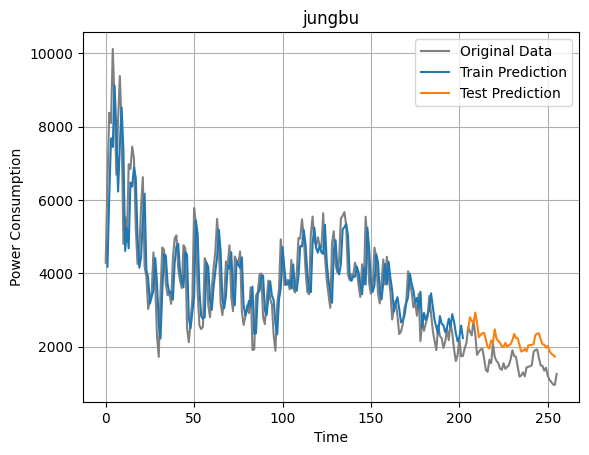 jungbu
Original Data
Train Prediction
Test Prediction
Power Consumption
10000
8000
6000
4000
2000
0
50
100
150
200
250
Time